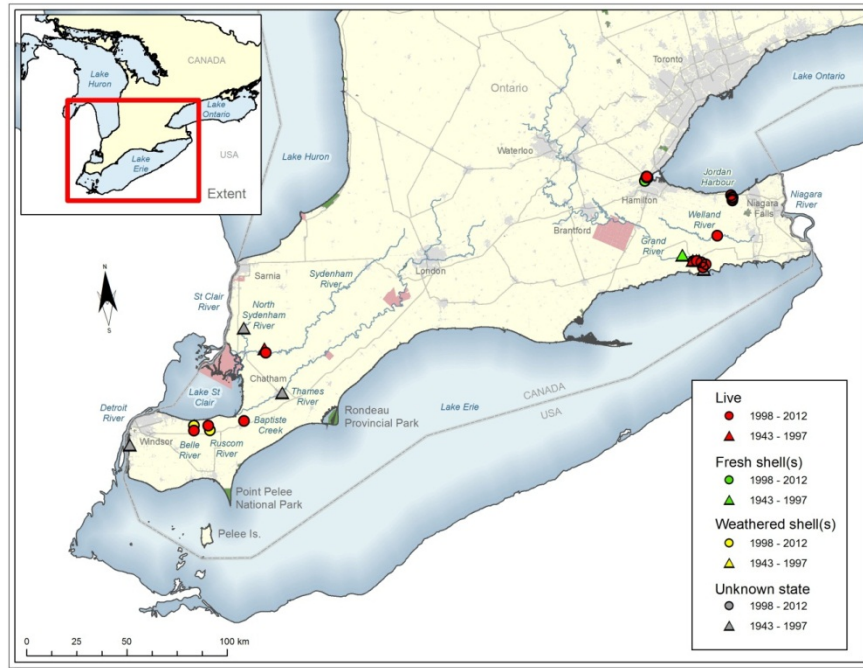 CANADA
Lake
Huron
Lake
Ontario
USA
Lake
Erie
Extent
Toronto
Lake Ontario
Ontario
Waterloo
Lake Huron
Jordan
Harbour
Niagara
River
Hamilton
Niagara
Falls
Welland
River
Brantford
Grand
River
London
Sarnia
Sydenham
River
St Clair
River
North
Sydenham
River
Chatham
Thames
River
Lake St
Clair
Detroit
River
Baptiste
Creek
Rondeau
Provincial Park
Lake Erie
CANADA
USA
Windsor
Belle
River
Ruscom
River
Point Pelee
National Park
Pelee Is.
N
S
Live
1998 - 2012
1943 - 1997
Fresh shell(s)
1998 - 2012
1943 - 1997
Weathered shell(s)
1998 - 2012
1943 - 1997
Unknown state
1998 - 2012
1943 - 1997
0 25 50 100 km